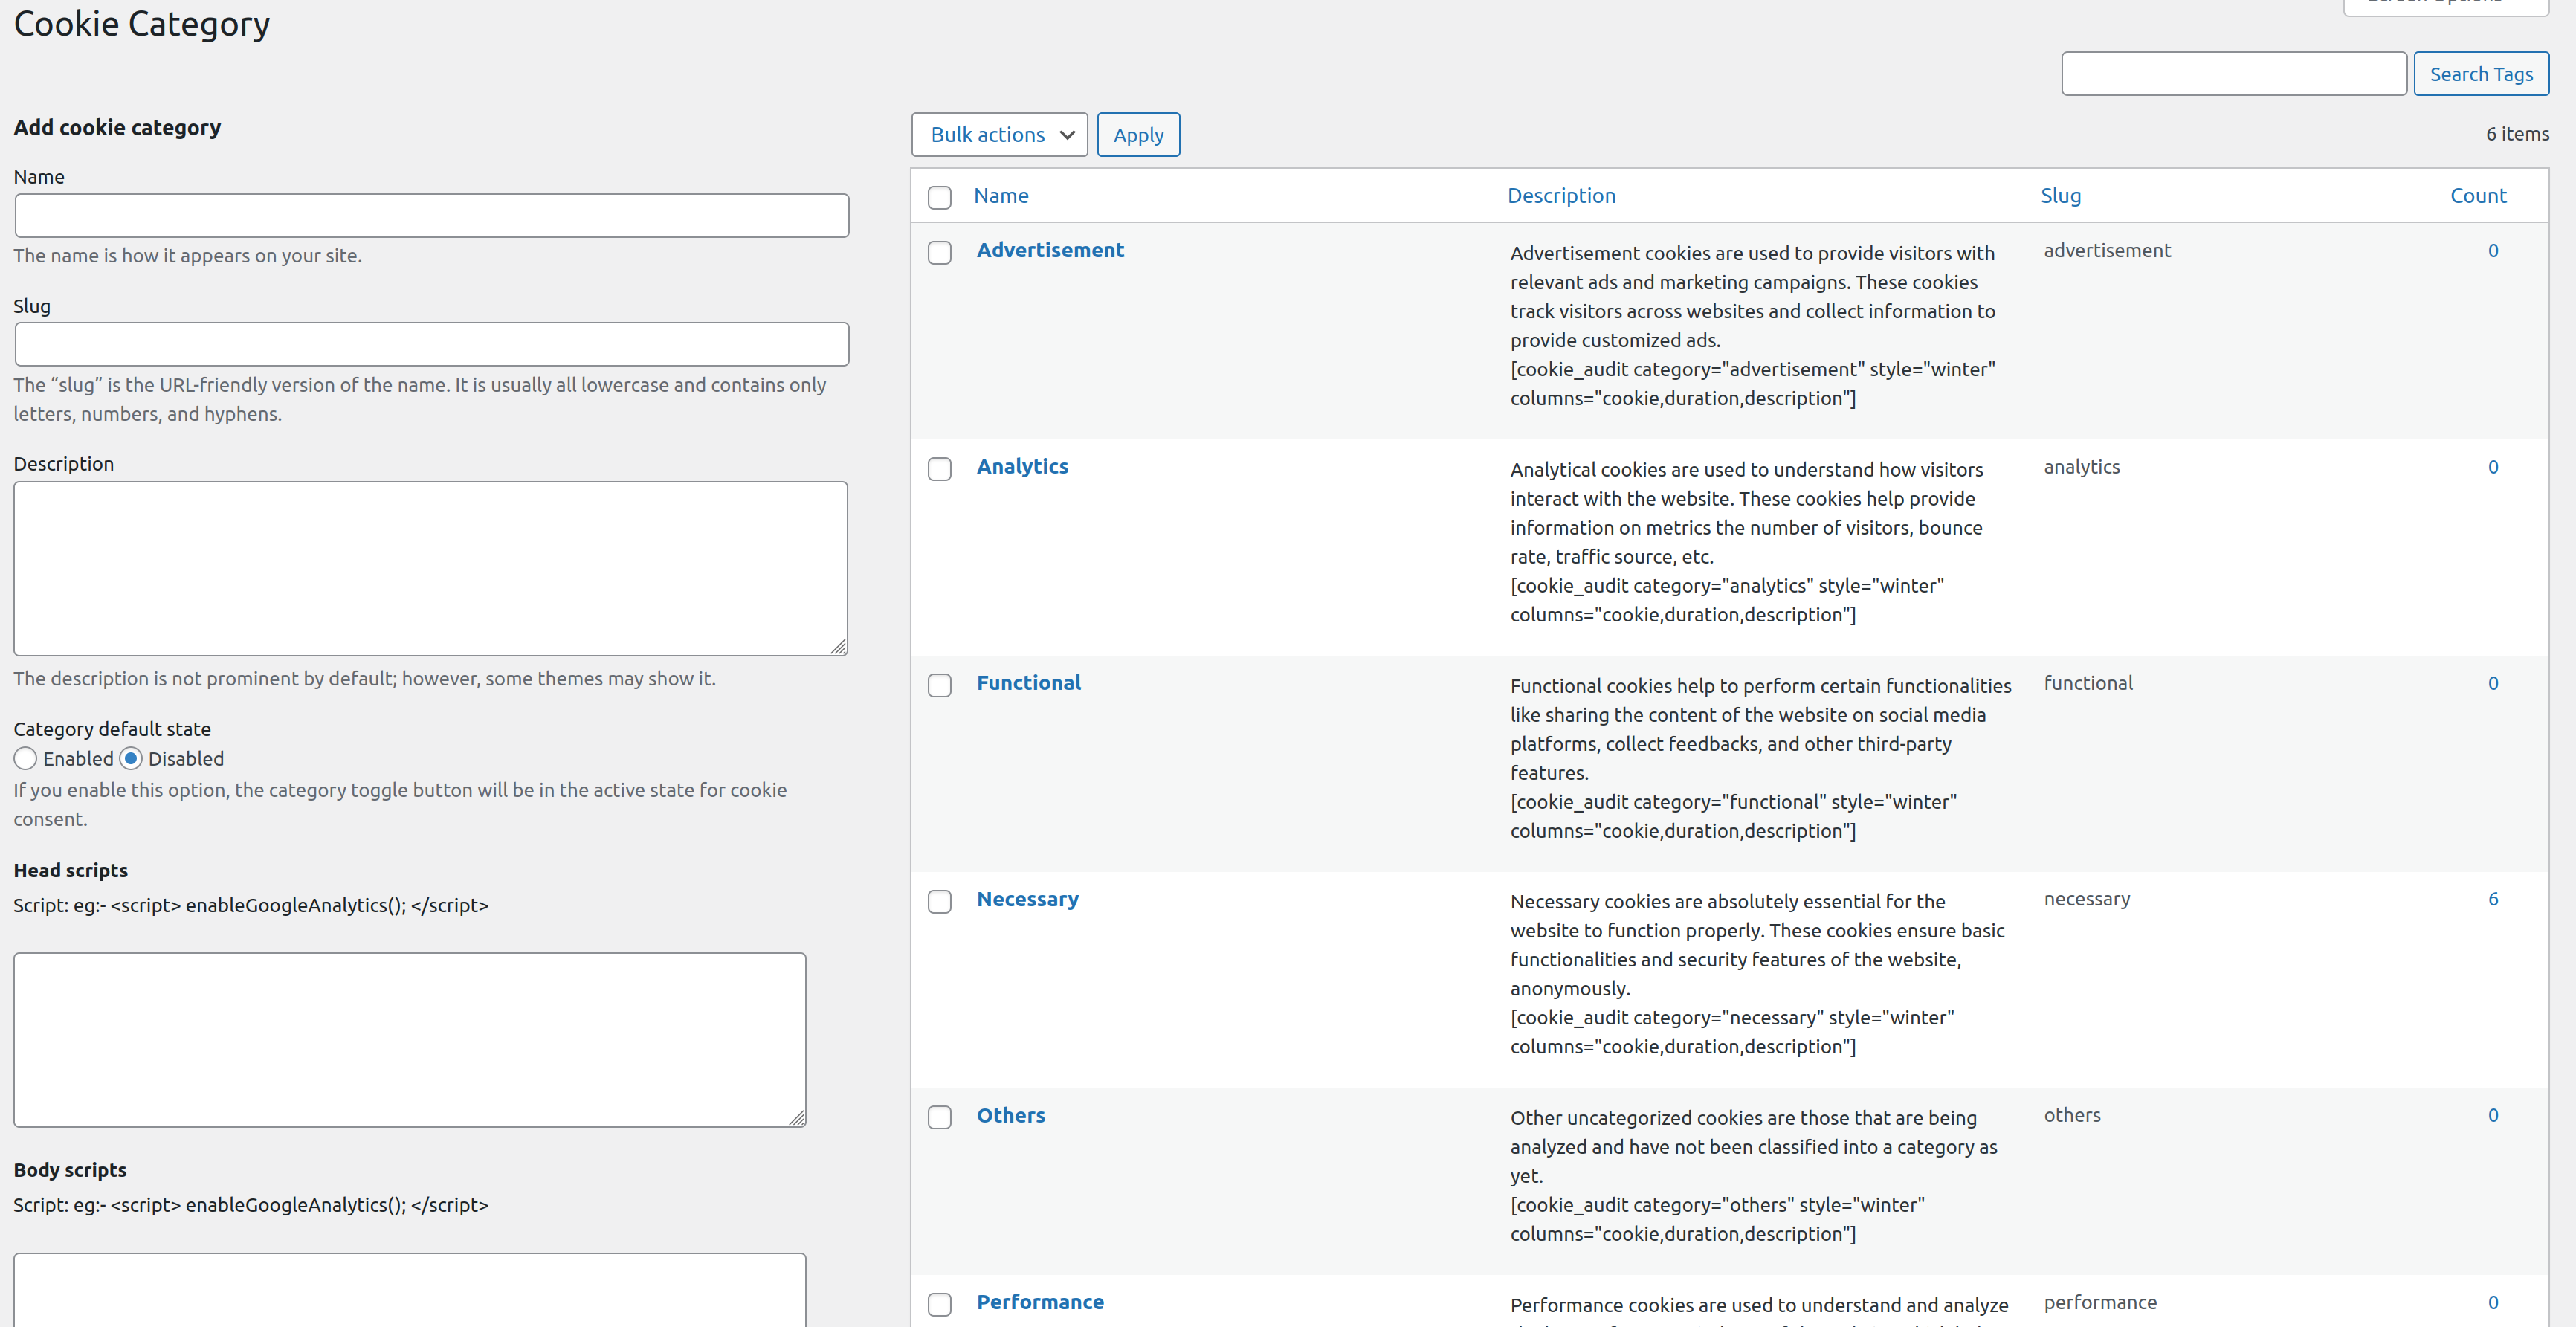 Cookie Category
Search Tags
Add cookie category
Name
The name is how it appears on your site.
Slug
The “slug” is the URL-friendly version of the name. It is usually all lowercase and contains only
letters, numbers, and hyphens.
Description
The description is not prominent by default; however, some themes may show it.
Category default state
Enabled Disabled
If you enable this option, the category toggle button will be in the active state for cookie
consent.
Head scripts
Script: eg:- <script> enableGoogleAnalytics(); </script>
Body scripts
Script: eg:- <script> enableGoogleAnalytics(); </script>
Bulk actions Apply 6 items
Name Description Slug Count
Advertisement
Advertisement cookies are used to provide visitors with
relevant ads and marketing campaigns. These cookies
track visitors across websites and collect information to
provide customized ads.
[cookie_audit category="advertisement" style="winter"
columns="cookie,duration,description"]
advertisement
0
Analytics
Analytical cookies are used to understand how visitors
interact with the website. These cookies help provide
information on metrics the number of visitors, bounce
rate, traffic source, etc.
[cookie_audit category="analytics" style="winter"
columns="cookie,duration,description"]
analytics
0
Functional
Functional cookies help to perform certain functionalities
like sharing the content of the website on social media
platforms, collect feedbacks, and other third-party
features.
[cookie_audit category="functional" style="winter"
columns="cookie,duration,description"]
functional
0
Necessary
Necessary cookies are absolutely essential for the
website to function properly. These cookies ensure basic
functionalities and security features of the website,
anonymously.
[cookie_audit category="necessary" style="winter"
columns="cookie,duration,description"]
necessary
6
Others
Other uncategorized cookies are those that are being
analyzed and have not been classified into a category as
yet.
[cookie_audit category="others" style="winter"
columns="cookie,duration,description"]
others
0
Performance
Performance cookies are used to understand and analyze
performance
0